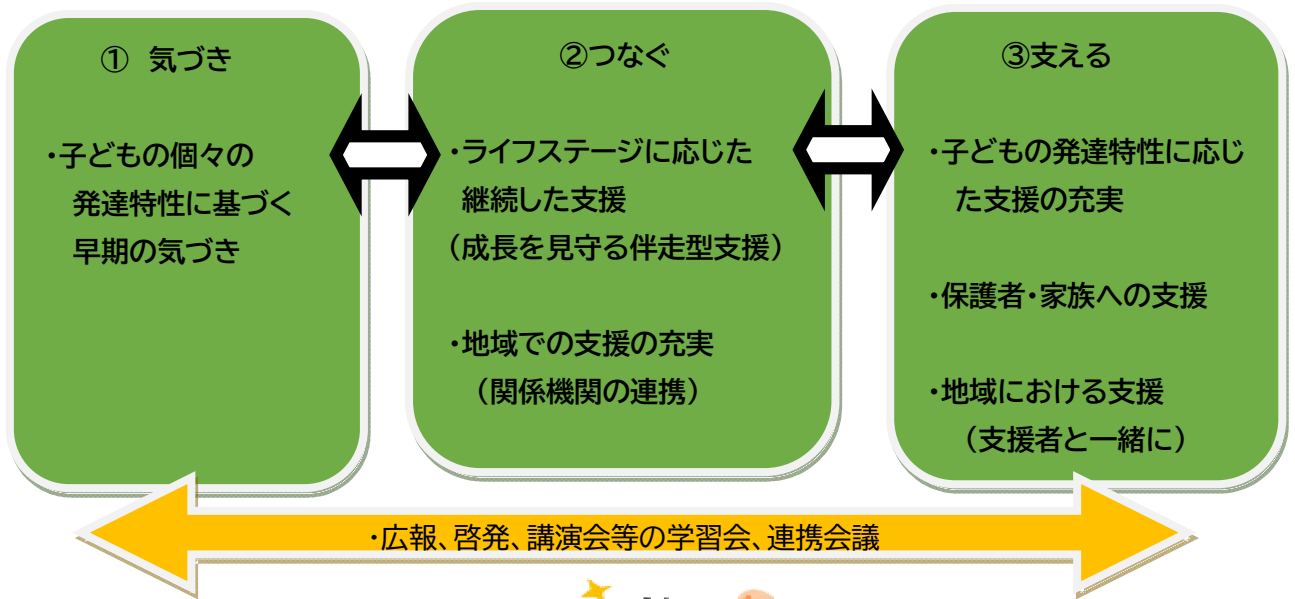 ① 気づき
・子どもの個々の
発達特性に基づく
早期の気づき
②つなぐ
・ライフステージに応じた
継続した支援
（成長を見守る伴走型支援）
・地域での支援の充実
（関係機関の連携）
③支える
・子どもの発達特性に応じ
た支援の充実
・保護者・家族への支援
・地域における支援
（支援者と一緒に）
・広報、啓発、講演会等の学習会、連携会議